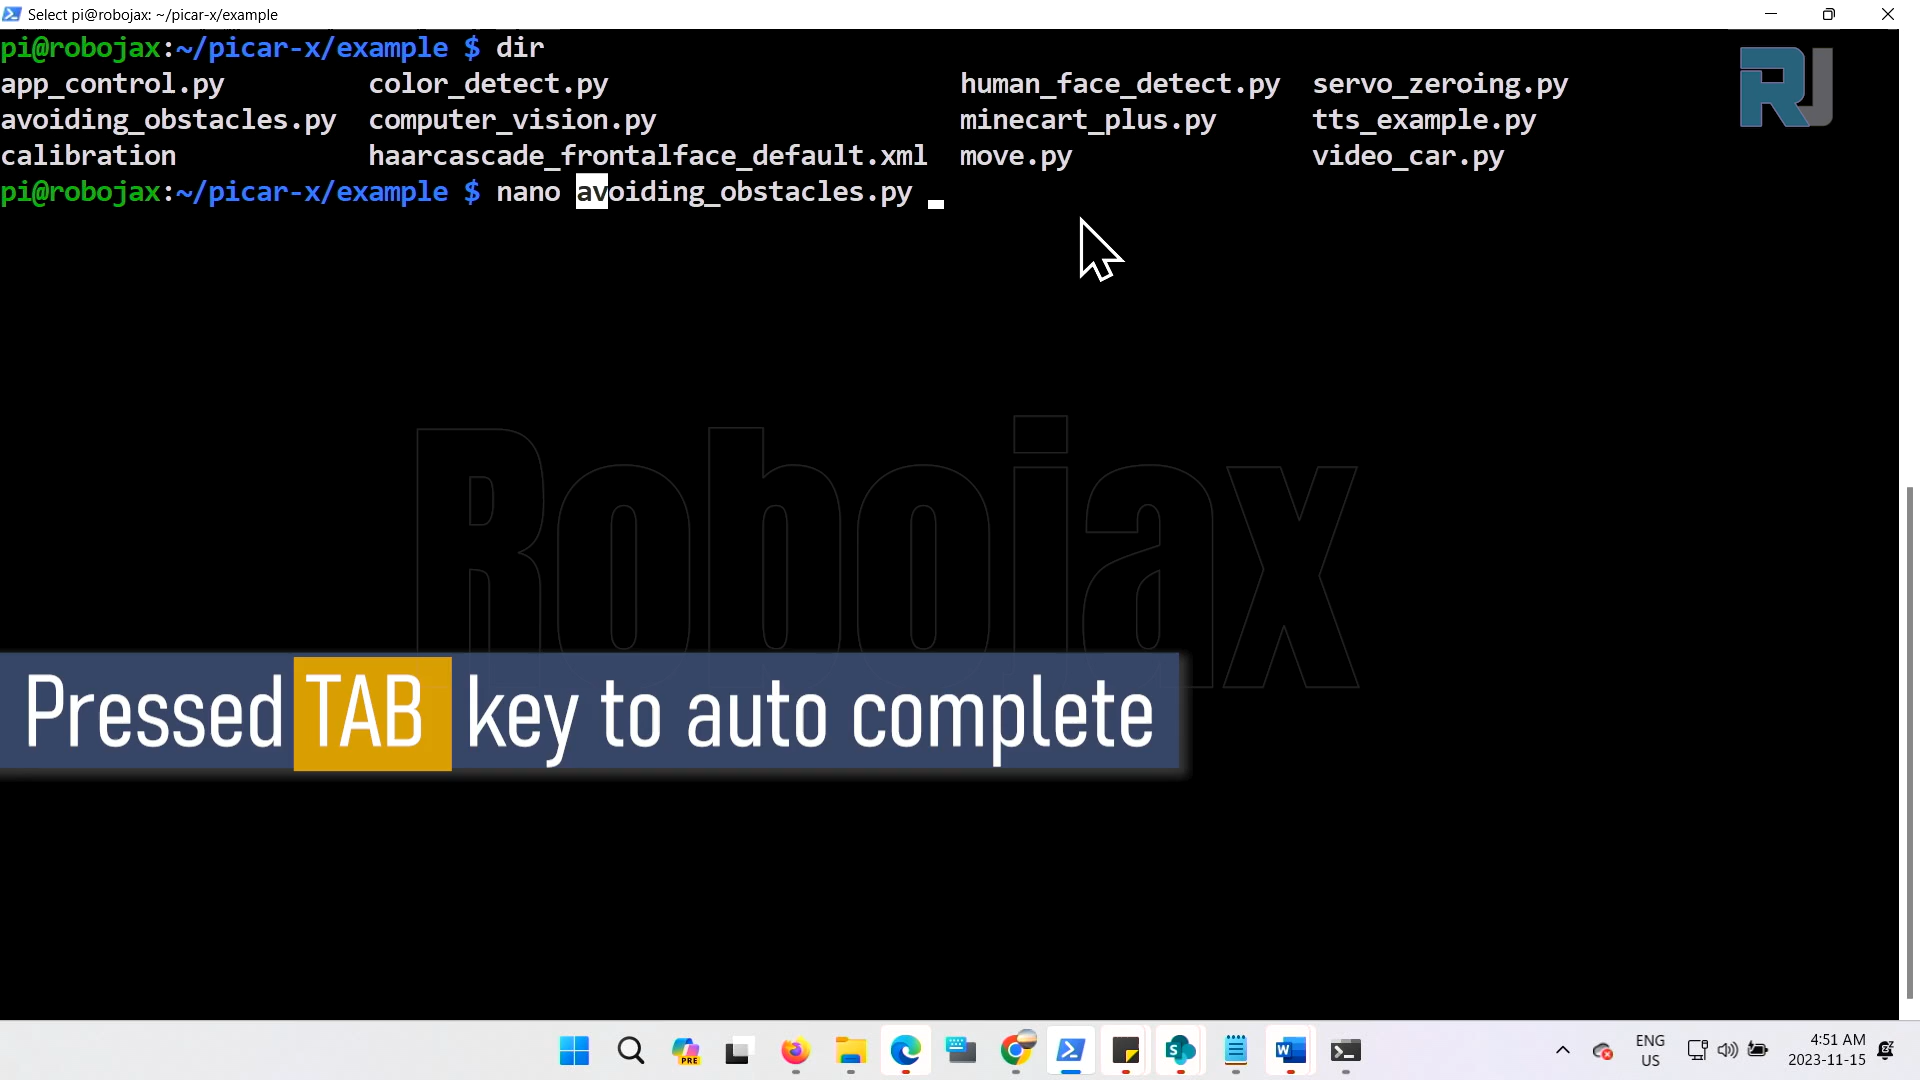 Select pi@robojax: ~/picar-x/example
pi@robojax:~/picar-x/example $ dir
app_control.py color_detect.py human_face_detect.py servo_zeroing.py
avoiding_obstacles.py computer_vision.py minecart_plus.py tts_example.py
calibration haarcascade_frontalface_default.xml move.py video_car.py
pi@robojax:~/picar-x/example $ nano avoiding_obstacles.py
RJ
Robojax
Pressed TAB key to auto complete
PRE
ENG
US
4:51 AM
2023-11-15